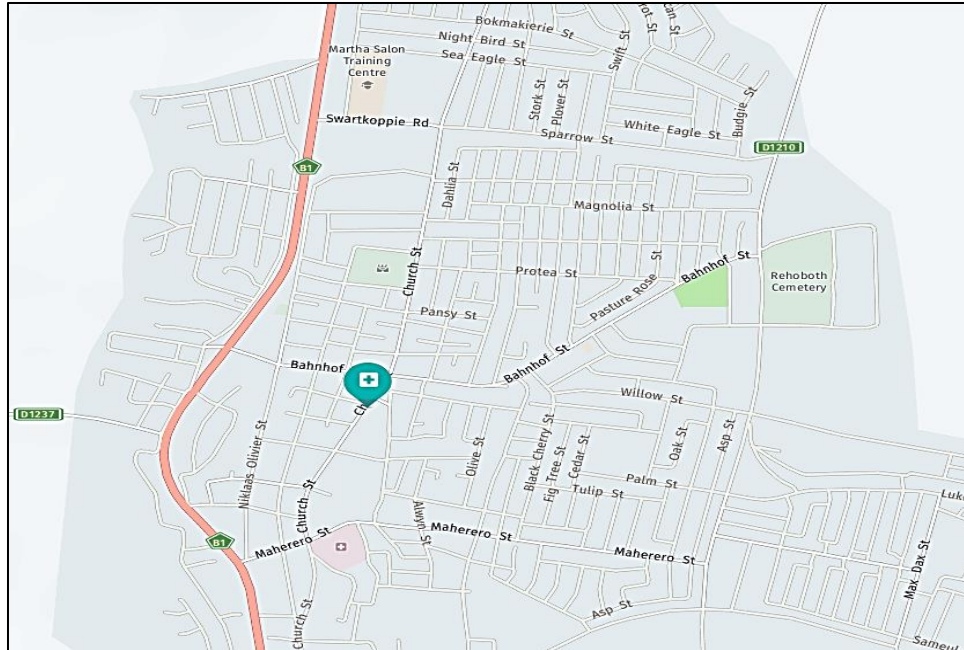 Bokmakierie St
Night Bird St
Sea Eagle St
Martha Salon
Training
Centre
Swift St
Stork St
Plover St
Budgie St
Swartkoppie Rd
Sparrow St
White Eagle St
D1210
B1
Dahlia St
Magnolia St
Church St
Protea St
Pasture Rose St
Bahnhof St
Rehoboth
Cemetery
Pansy St
Bahnhof
Bahnhof St
Willow St
D1237
Niklaas Olivier St
Olive St
Black Cherry St
Fig Tree St
Cedar St
Oak St
Asp St
Palm St
Tulip St
Church St
Alwyn St
B1
Maherero St
Maherero St
Maherero St
Max Dax St
Asp St
Church St